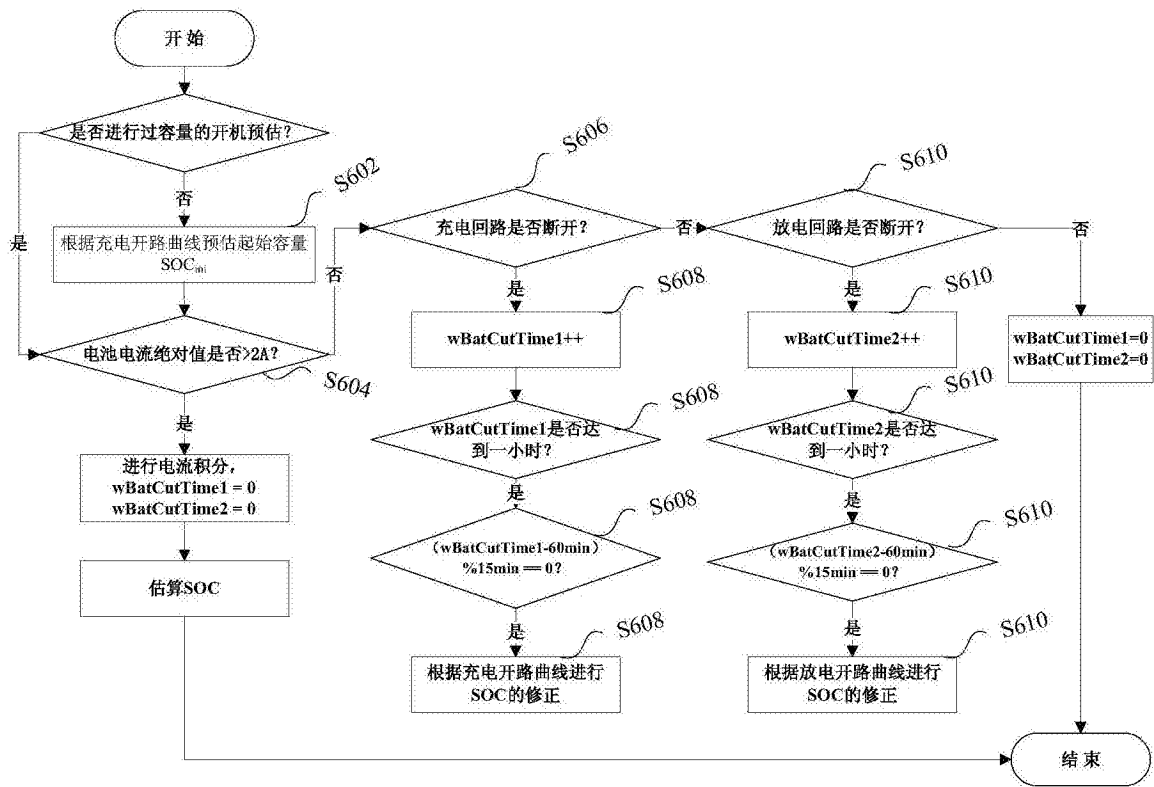 开 始
是否进行过容量的开机预估？
否
S602
根据充电开路曲线预估起始容量
SOCini
是
否
电池电流绝对值是否>2A？
S604
是
进行电流积分，
wBatCutTime1 = 0
wBatCutTime2 = 0
估算SOC
S606
充电回路是否断开？
否
是
S608
wBatCutTime1++
S608
wBatCutTime1是否达
到一小时？
是
S608
（wBatCutTime1-60min）
%15min == 0？
是
S608
根据充电开路曲线进行
SOC的修正
S610
放电回路是否断开？
否
是
S610
wBatCutTime2++
S610
wBatCutTime2是否达
到一小时？
是
S610
（wBatCutTime2-60min）
%15min == 0？
是
S610
根据放电开路曲线进行
SOC的修正
wBatCutTime1=0
wBatCutTime2=0
结 束